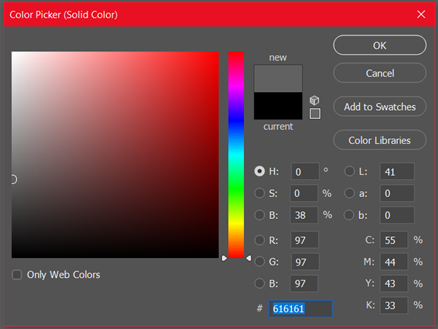 Color Picker (Solid Color)
new
current
OK
Cancel
Add to Swatches
Color Libraries
H: 0 °
S: 0 %
B: 38 %
R: 97
G: 97
B: 97
L: 41
a: 0
b: 0
C: 55 %
M: 44 %
Y: 43 %
K: 33 %
Only Web Colors
# 616161